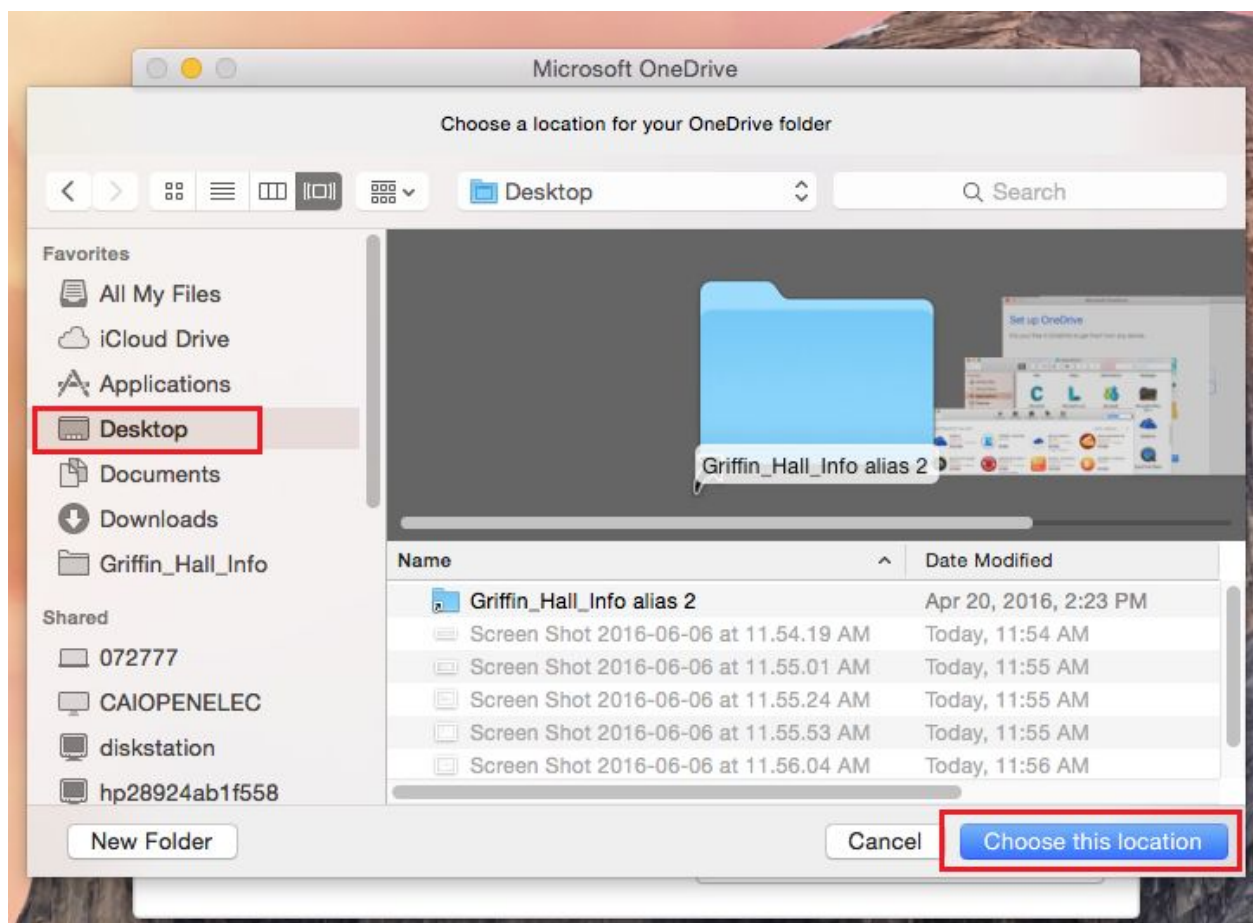 Microsoft OneDrive
Choose a location for your OneDrive folder
Desktop
Search
Favorites
All My Files
iCloud Drive
Applications
Desktop
Documents
Downloads
Griffin_Hall_Info
Shared
072777
CAIOPENELEC
diskstation
hp28924ab1f558
Set up OneDrive
Griffin_Hall_Info alias 2
Name Date Modified
Griffin_Hall_Info alias 2 Apr 20, 2016, 2:23 PM
Screen Shot 2016-06-06 at 11.54.19 AM Today, 11:54 AM
Screen Shot 2016-06-06 at 11.55.01 AM Today, 11:55 AM
Screen Shot 2016-06-06 at 11.55.24 AM Today, 11:55 AM
Screen Shot 2016-06-06 at 11.55.53 AM Today, 11:55 AM
Screen Shot 2016-06-06 at 11.56.04 AM Today, 11:56 AM
New Folder Cancel Choose this location